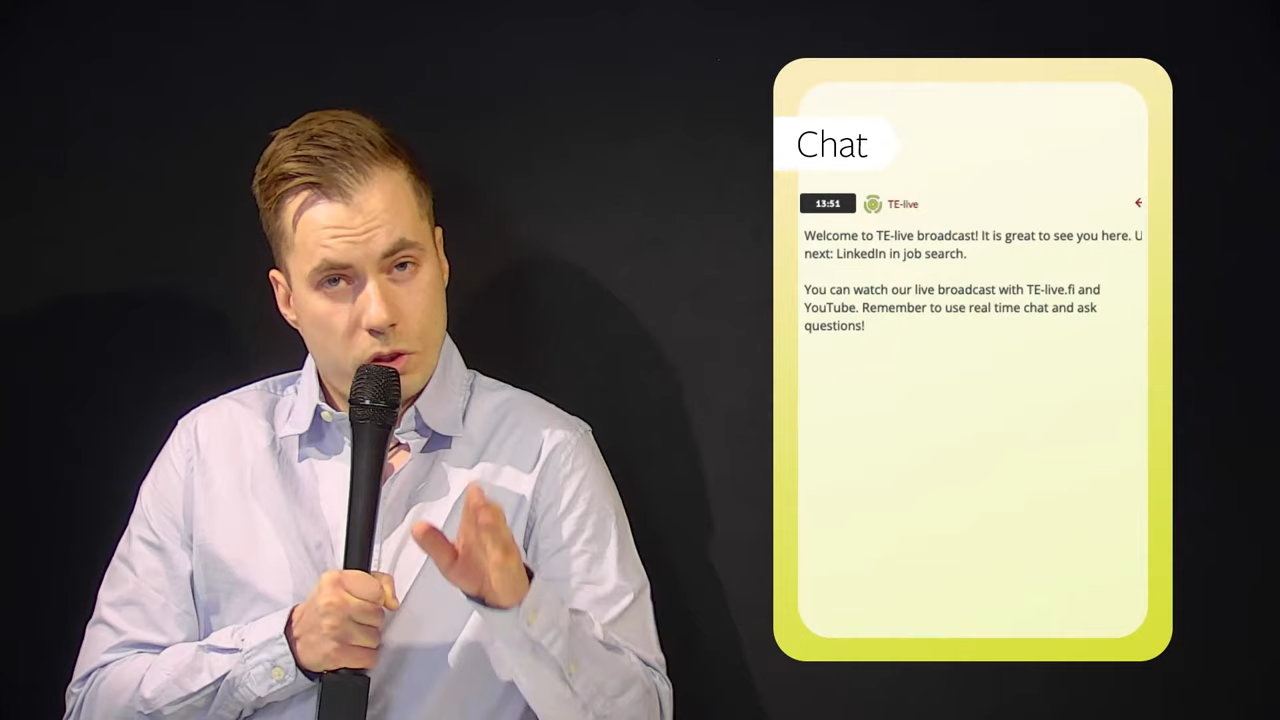 Chat
13:51 TE-live
Welcome to TE-live broadcast! It is great to see you here. U
next: LinkedIn in job search.
You can watch our live broadcast with TE-live.fi and
YouTube. Remember to use real time chat and ask
questions!